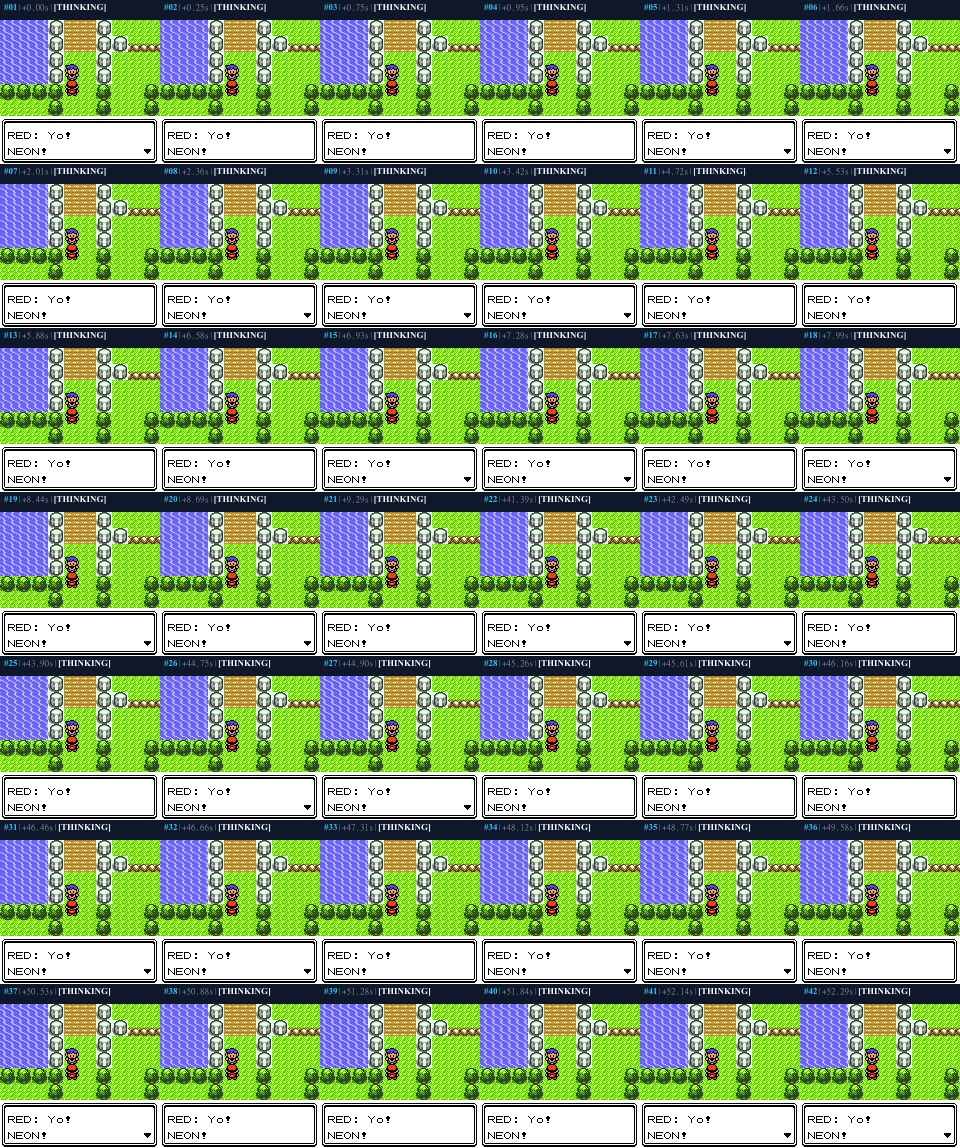 #01|+0.00s|[THINKING] #02|+0.25s|[THINKING] #03|+0.75s|[THINKING] #04|+0.95s|[THINKING] #05|+1.31s|[THINKING] #06|+1.66s|[THINKING]
RED: Yo! RED: Yo! RED: Yo! RED: Yo! RED: Yo! RED: Yo!
NEON! NEON! NEON! NEON! NEON! NEON!
#07|+2.01s|[THINKING] #08|+2.36s|[THINKING] #09|+3.31s|[THINKING] #10|+3.42s|[THINKING] #11|+4.72s|[THINKING] #12|+5.53s|[THINKING]
RED: Yo! RED: Yo! RED: Yo! RED: Yo! RED: Yo! RED: Yo!
NEON! NEON! NEON! NEON! NEON! NEON!
#13|+5.88s|[THINKING] #14|+6.58s|[THINKING] #15|+6.93s|[THINKING] #16|+7.28s|[THINKING] #17|+7.63s|[THINKING] #18|+7.99s|[THINKING]
RED: Yo! RED: Yo! RED: Yo! RED: Yo! RED: Yo! RED: Yo!
NEON! NEON! NEON! NEON! NEON! NEON!
#19|+8.44s|[THINKING] #20|+8.69s|[THINKING] #21|+9.29s|[THINKING] #22|+41.39s|[THINKING] #23|+42.49s|[THINKING] #24|+43.50s|[THINKING]
RED: Yo! RED: Yo! RED: Yo! RED: Yo! RED: Yo! RED: Yo!
NEON! NEON! NEON! NEON! NEON! NEON!
#25|+43.90s|[THINKING] #26|+44.75s|[THINKING] #27|+44.90s|[THINKING] #28|+45.26s|[THINKING] #29|+45.61s|[THINKING] #30|+46.16s|[THINKING]
RED: Yo! RED: Yo! RED: Yo! RED: Yo! RED: Yo! RED: Yo!
NEON! NEON! NEON! NEON! NEON! NEON!
#31|+46.46s|[THINKING] #32|+46.66s|[THINKING] #33|+47.31s|[THINKING] #34|+48.12s|[THINKING] #35|+48.77s|[THINKING] #36|+49.58s|[THINKING]
RED: Yo! RED: Yo! RED: Yo! RED: Yo! RED: Yo! RED: Yo!
NEON! NEON! NEON! NEON! NEON! NEON!
#37|+50.53s|[THINKING] #38|+50.88s|[THINKING] #39|+51.28s|[THINKING] #40|+51.84s|[THINKING] #41|+52.14s|[THINKING] #42|+52.29s|[THINKING]
RED: Yo! RED: Yo! RED: Yo! RED: Yo! RED: Yo! RED: Yo!
NEON! NEON! NEON! NEON! NEON! NEON!